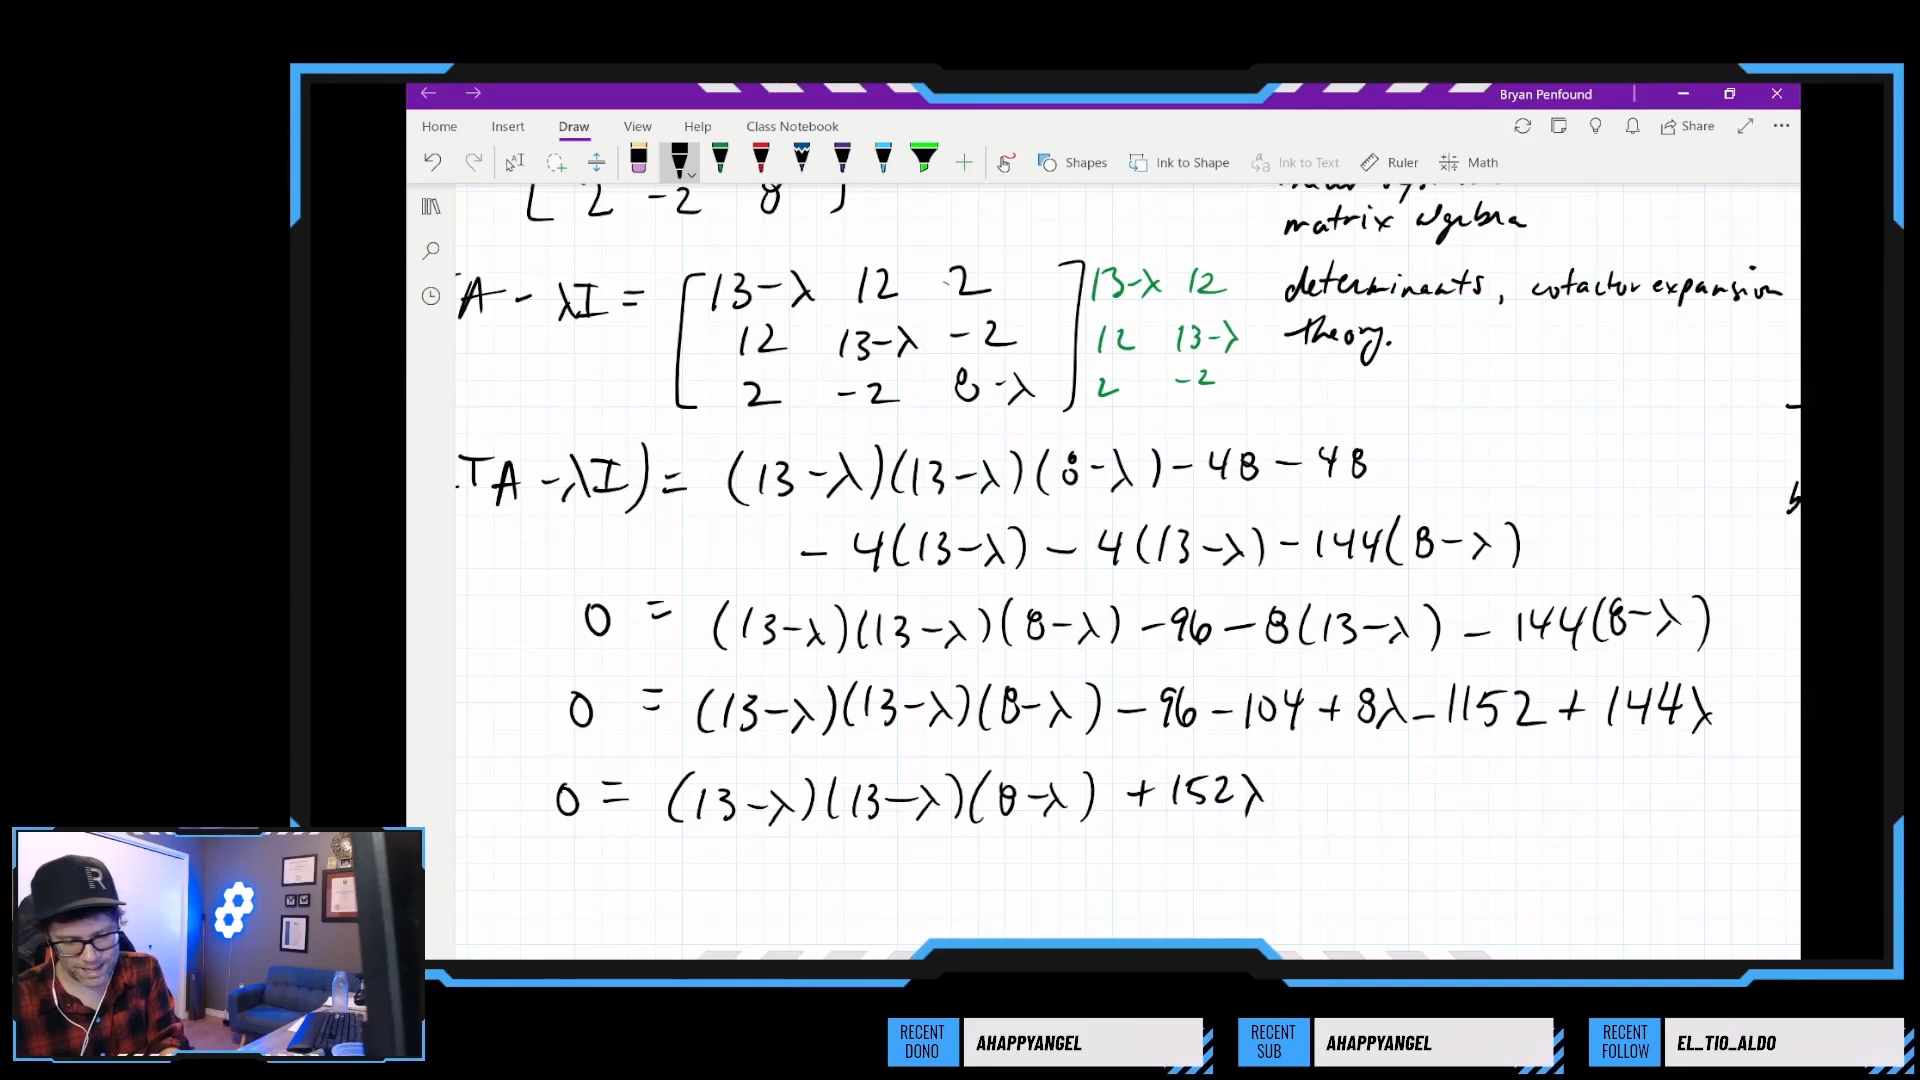 Bryan Penfound
Home Insert Draw View Help Class Notebook
Share
Shapes Ink to Shape Ink to Text Ruler Math
[ 2 -2 8 ]
matrix algebra
determinants, cofactor expansion
theory.
A - λI = [ 13-λ 12 2 ] 13-λ 12
12 13-λ -2 12 13-λ
2 -2 8-λ 2 -2
TA - λI) = (13-λ)(13-λ)(8-λ) - 48 - 48
- 4(13-λ) - 4(13-λ) - 144(8-λ)
0 = (13-λ)(13-λ)(8-λ) - 96 - 8(13-λ) - 144(8-λ)
0 = (13-λ)(13-λ)(8-λ) - 96 - 104 + 8λ - 1152 + 144λ
0 = (13-λ)(13-λ)(8-λ) + 152λ
R
RECENT DONO AHAPPYANGEL
RECENT SUB AHAPPYANGEL
RECENT FOLLOW EL_TIO_ALDO